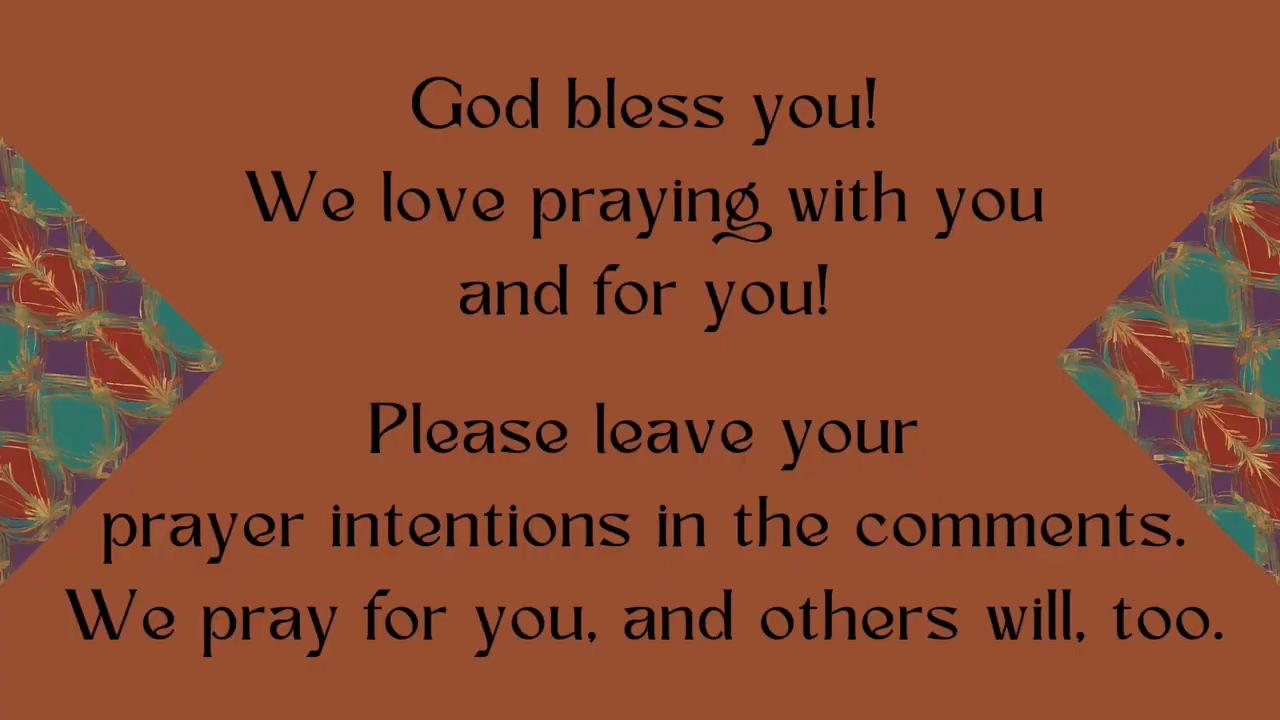 God bless you!
We love praying with you
and for you!
Please leave your
prayer intentions in the comments.
We pray for you, and others will, too.